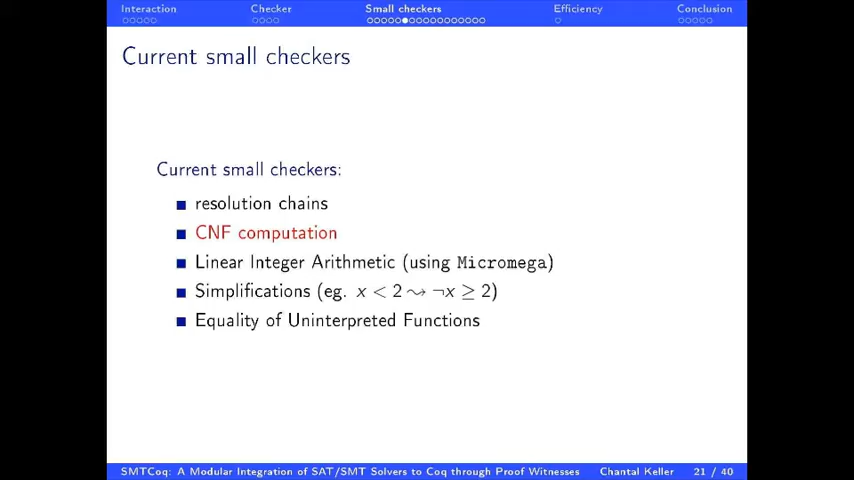 Interaction Checker Small checkers Efficiency Conclusion
Current small checkers
Current small checkers:
resolution chains
CNF computation
Linear Integer Arithmetic (using Micromega)
Simplifications (eg. x < 2 ⤳ ¬x ≥ 2)
Equality of Uninterpreted Functions
SMTCoq: A Modular Integration of SAT/SMT Solvers to Coq through Proof Witnesses Chantal Keller 21 / 40